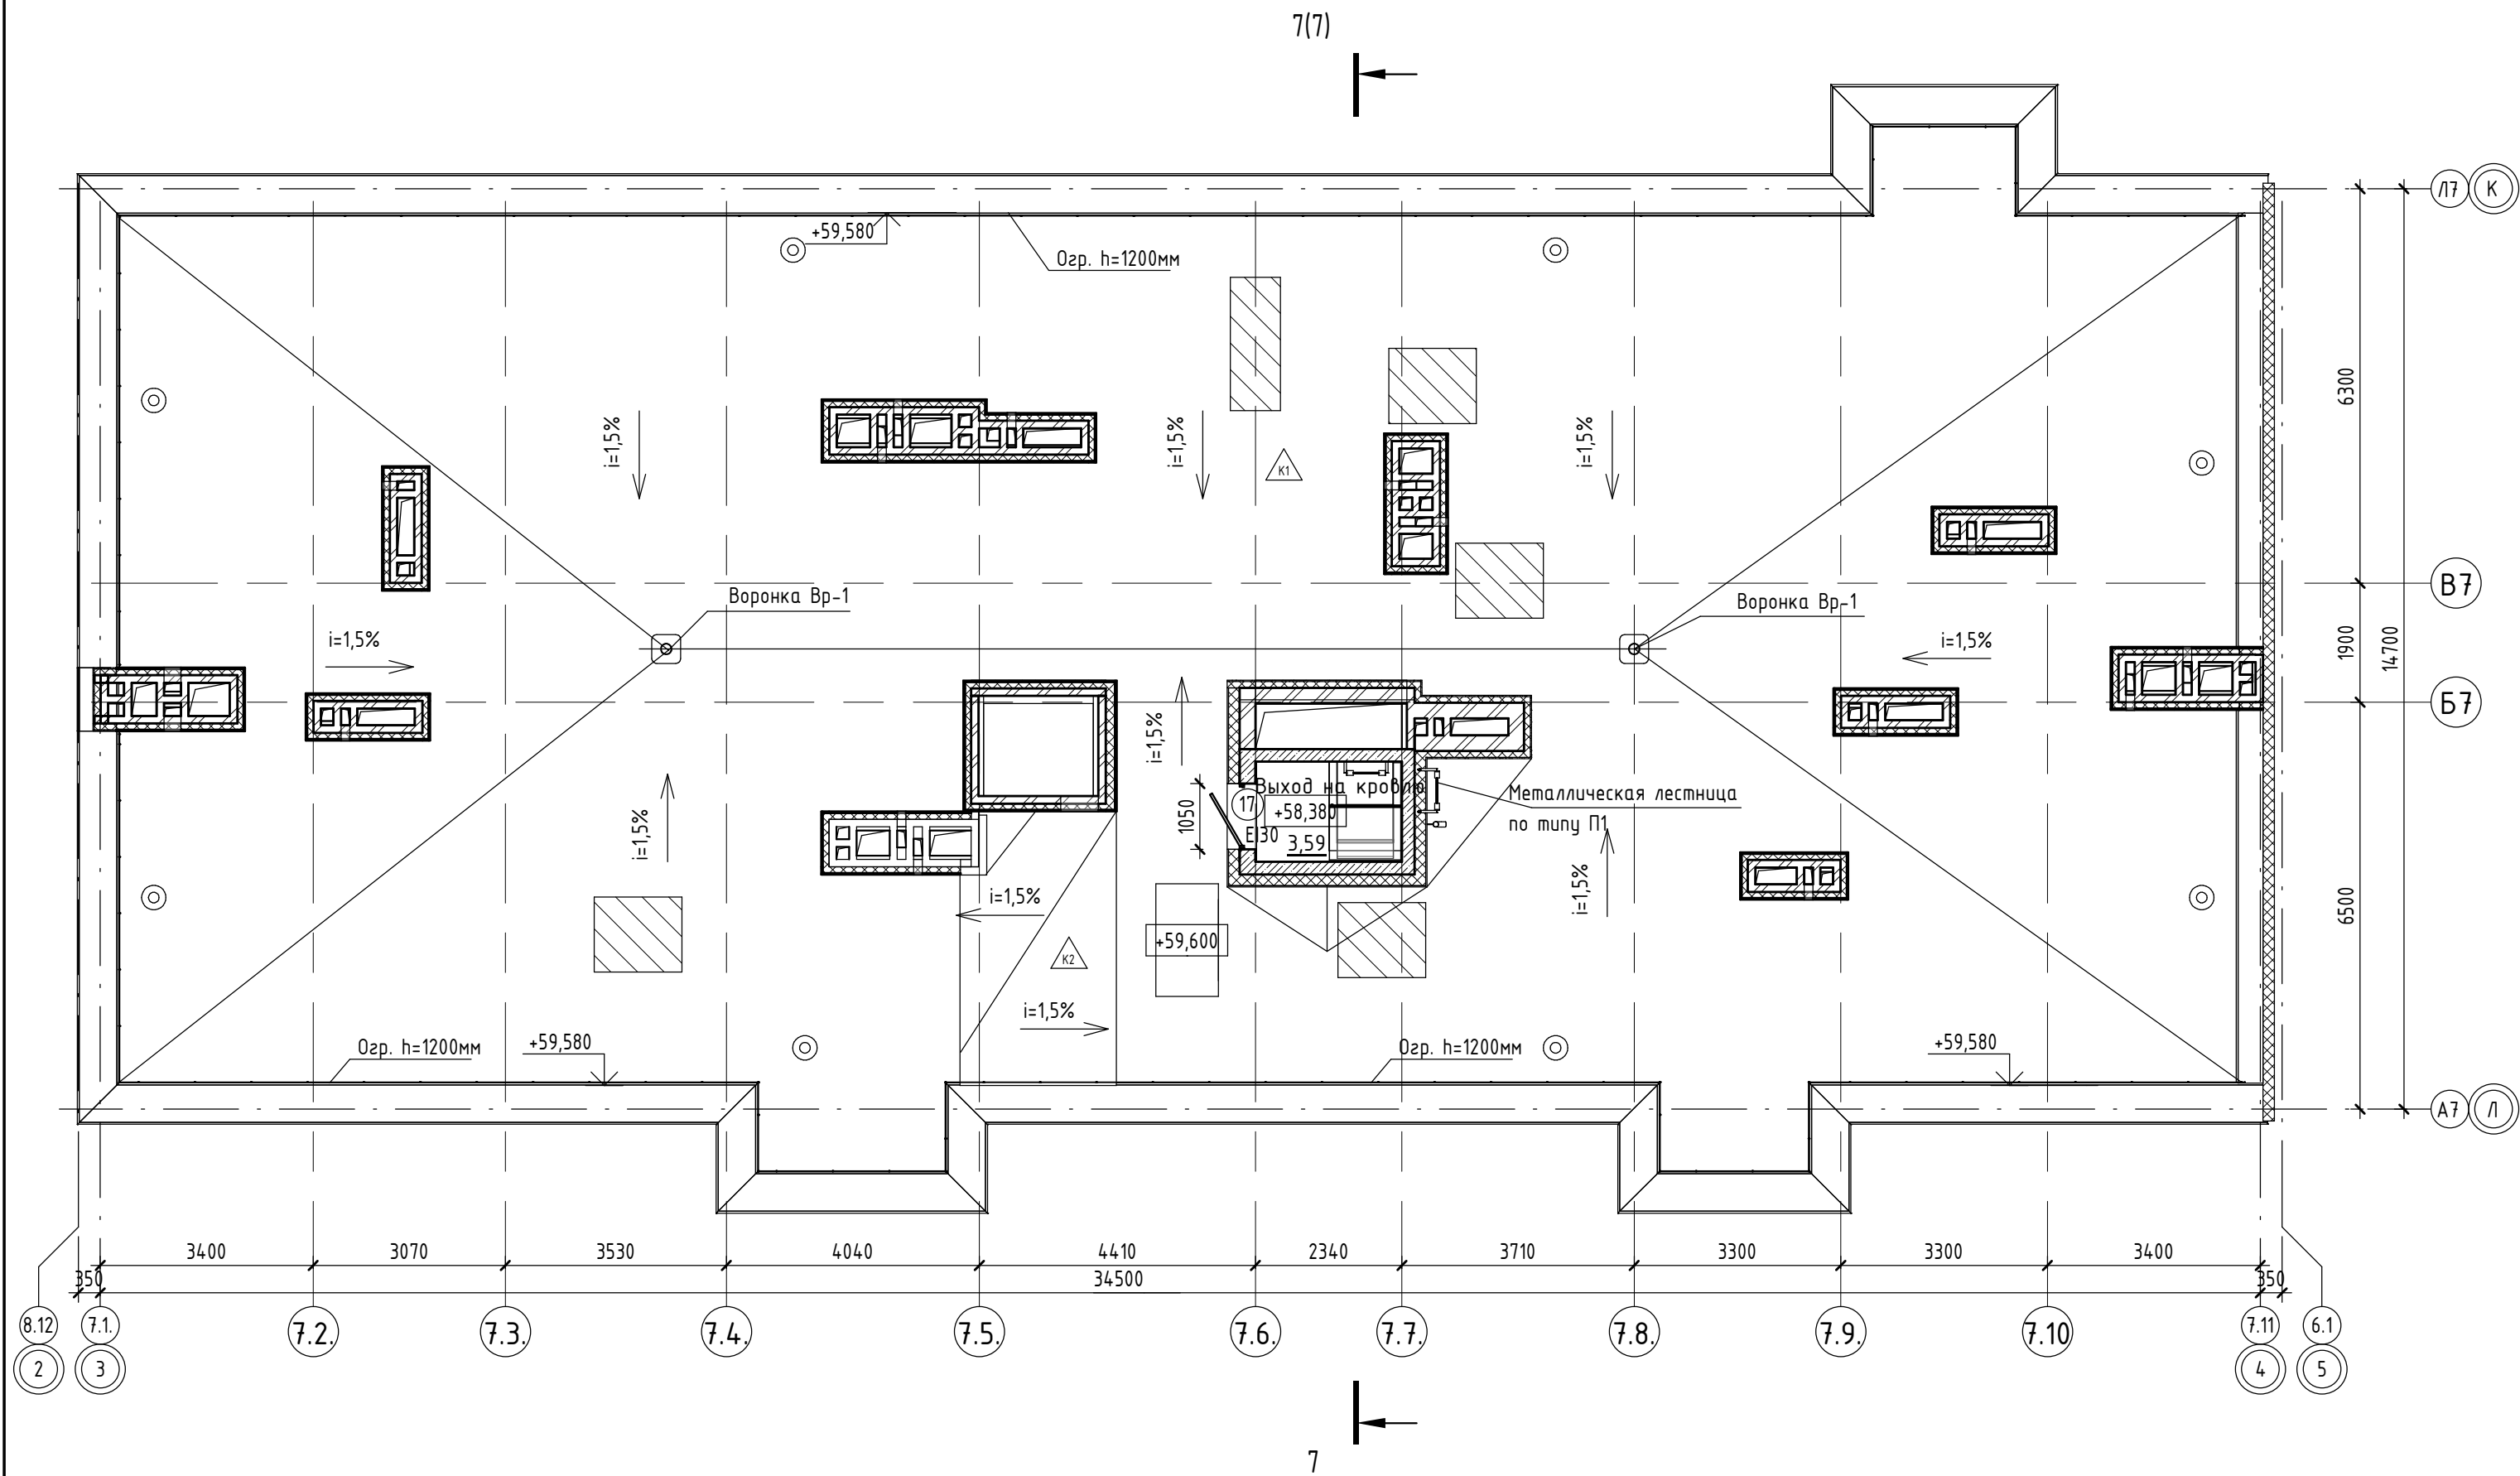 7(7)
Л7
К
+59,580
Огр. h=1200мм
6300
i=1,5%
i=1,5%
i=1,5%
К1
В7
Воронка Вр-1
Воронка Вр-1
i=1,5%
i=1,5%
1900
14700
Б7
i=1,5%
Выход на кровлю
17
+58,380
1050
EI30
3,59
Металлическая лестница
по типу П1
i=1,5%
i=1,5%
i=1,5%
6500
+59,600
К2
i=1,5%
Огр. h=1200мм
+59,580
Огр. h=1200мм
+59,580
А7
Л
3400
3070
3530
4040
4410
2340
3710
3300
3300
3400
350
34500
350
8.12
7.1.
7.2.
7.3.
7.4.
7.5.
7.6.
7.7.
7.8.
7.9.
7.10
7.11
6.1
2
3
4
5
7